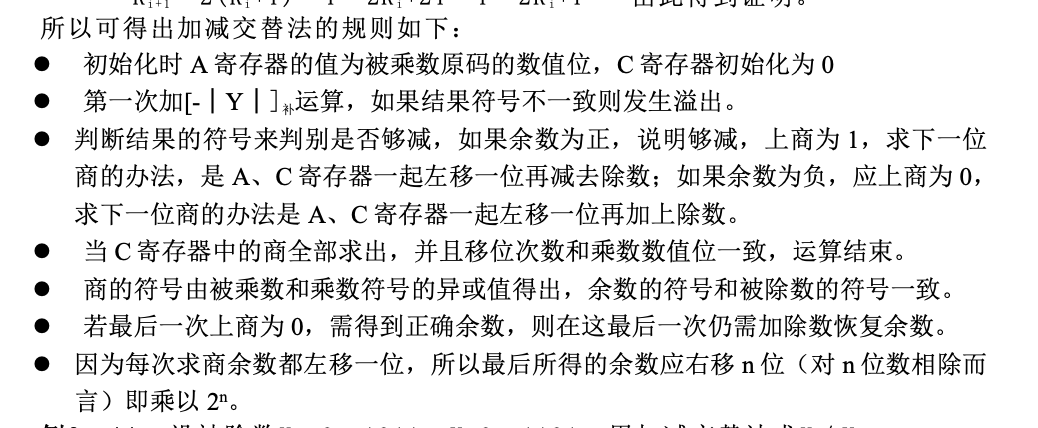 所以可得出加减交替法的规则如下：
● 初始化时 A 寄存器的值为被乘数原码的数值位，C 寄存器初始化为 0
● 第一次加[-｜Y｜]补运算，如果结果符号不一致则发生溢出。
● 判断结果的符号来判别是否够减，如果余数为正，说明够减，上商为 1，求下一位
商的办法，是 A、C 寄存器一起左移一位再减去除数；如果余数为负，应上商为 0，
求下一位商的办法是 A、C 寄存器一起左移一位再加上除数。
● 当 C 寄存器中的商全部求出，并且移位次数和乘数数值位一致，运算结束。
● 商的符号由被乘数和乘数符号的异或值得出，余数的符号和被除数的符号一致。
● 若最后一次上商为 0，需得到正确余数，则在这最后一次仍需加除数恢复余数。
● 因为每次求商余数都左移一位，所以最后所得的余数应右移 n 位（对 n 位数相除而
言）即乘以 2ⁿ。